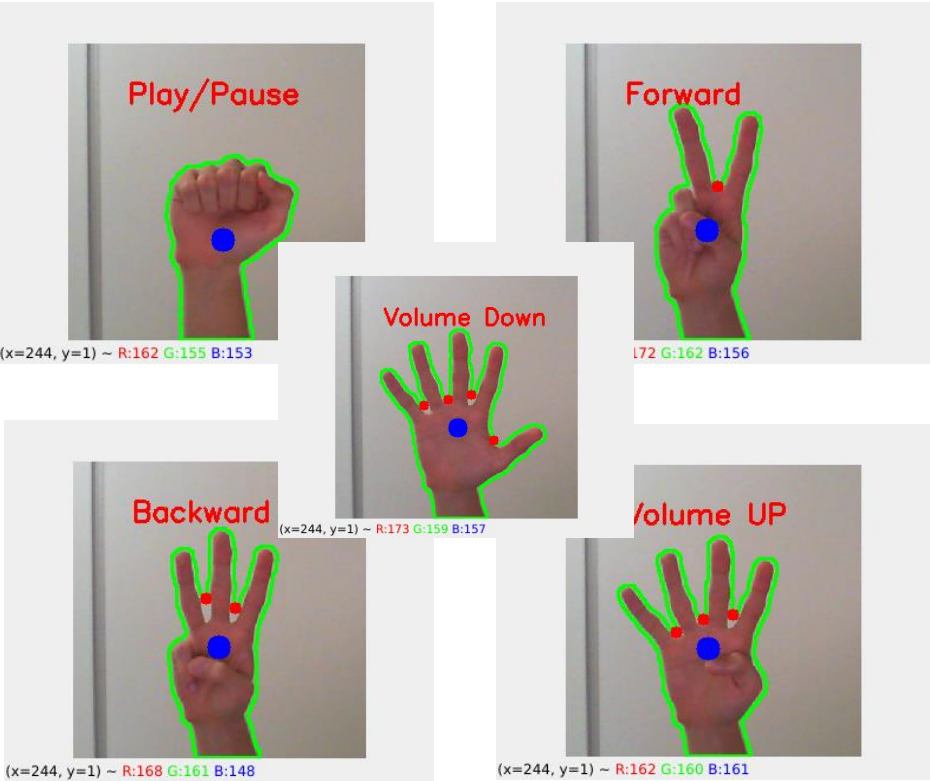 Play/Pause
(x=244, y=1) ~ R:162 G:155 B:153
Forward
172 G:162 B:156
Volume Down
(x=244, y=1) ~ R:173 G:159 B:157
Backward
(x=244, y=1) ~ R:168 G:161 B:148
Volume UP
(x=244, y=1) ~ R:162 G:160 B:161